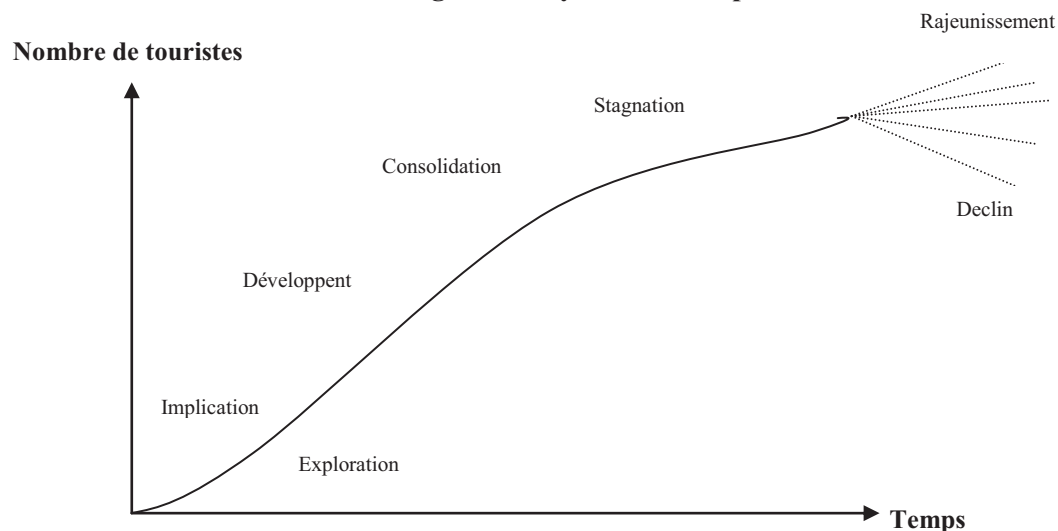 Rajeunissement
Nombre de touristes
Stagnation
Consolidation
Declin
Développent
Implication
Exploration
Temps